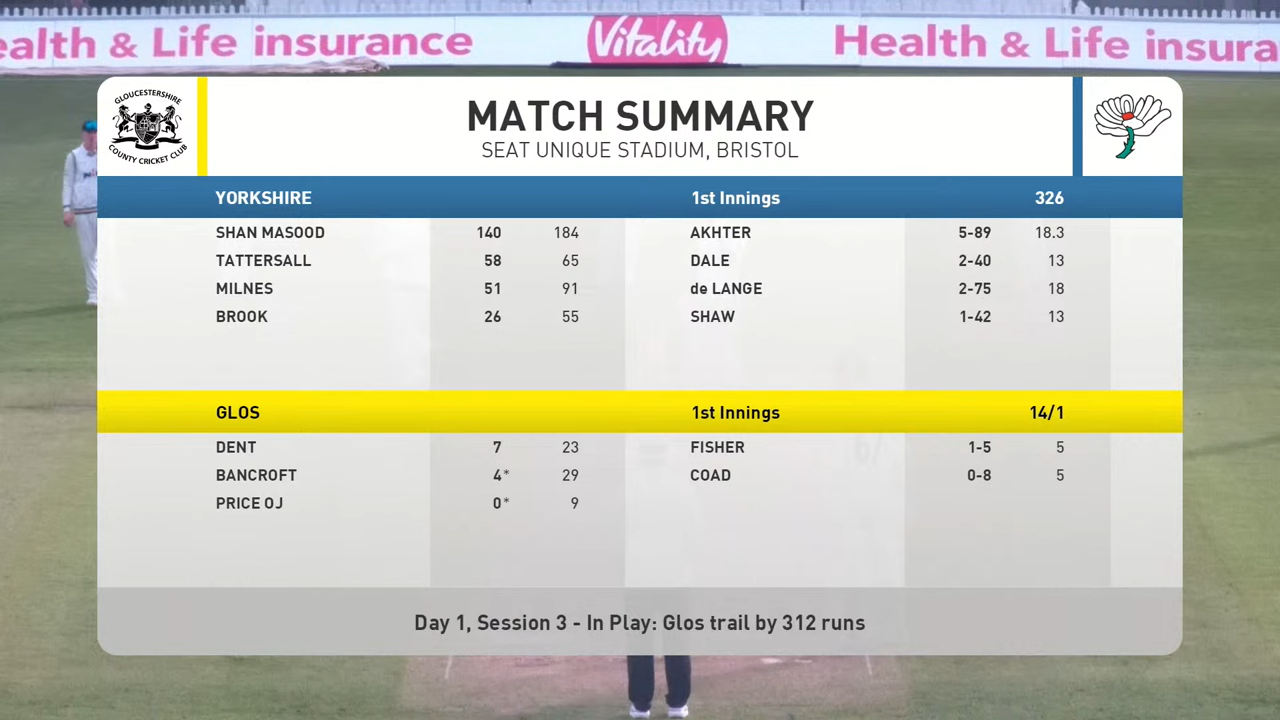 ealth & Life insurance Vitality Health & Life insura
GLOUCESTERSHIRE
COUNTY CRICKET CLUB
MATCH SUMMARY
SEAT UNIQUE STADIUM, BRISTOL
YORKSHIRE 1st Innings 326
SHAN MASOOD 140 184 AKHTER 5-89 18.3
TATTERSALL 58 65 DALE 2-40 13
MILNES 51 91 de LANGE 2-75 18
BROOK 26 55 SHAW 1-42 13
GLOS 1st Innings 14/1
DENT 7 23 FISHER 1-5 5
BANCROFT 4* 29 COAD 0-8 5
PRICE OJ 0* 9
Day 1, Session 3 - In Play: Glos trail by 312 runs